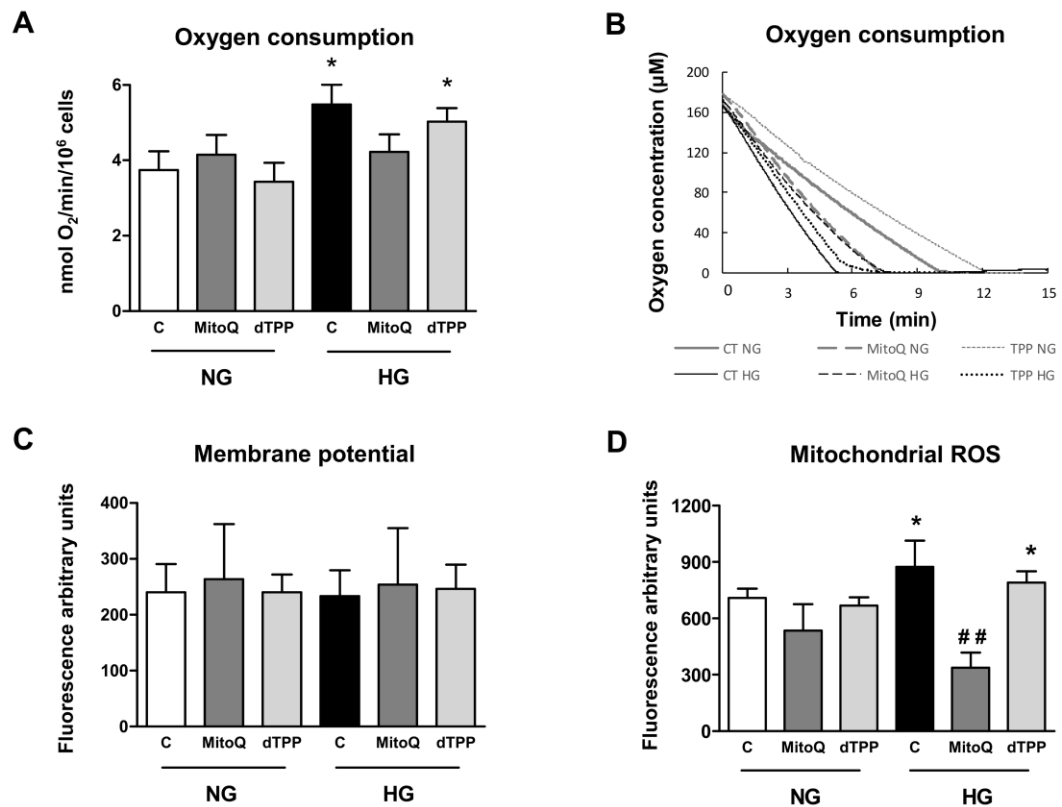 A
Oxygen consumption
nmol O2/min/10^6 cells
6
4
2
0
*
*
C MitoQ dTPP C MitoQ dTPP
NG HG
B
Oxygen consumption
Oxygen concentration (µM)
200
160
120
80
40
0
0 3 6 9 12 15
Time (min)
CT NG MitoQ NG TPP NG
CT HG MitoQ HG TPP HG
C
Membrane potential
Fluorescence arbitrary units
400
300
200
100
0
C MitoQ dTPP C MitoQ dTPP
NG HG
D
Mitochondrial ROS
Fluorescence arbitrary units
1200
900
600
300
0
*
*
##
C MitoQ dTPP C MitoQ dTPP
NG HG